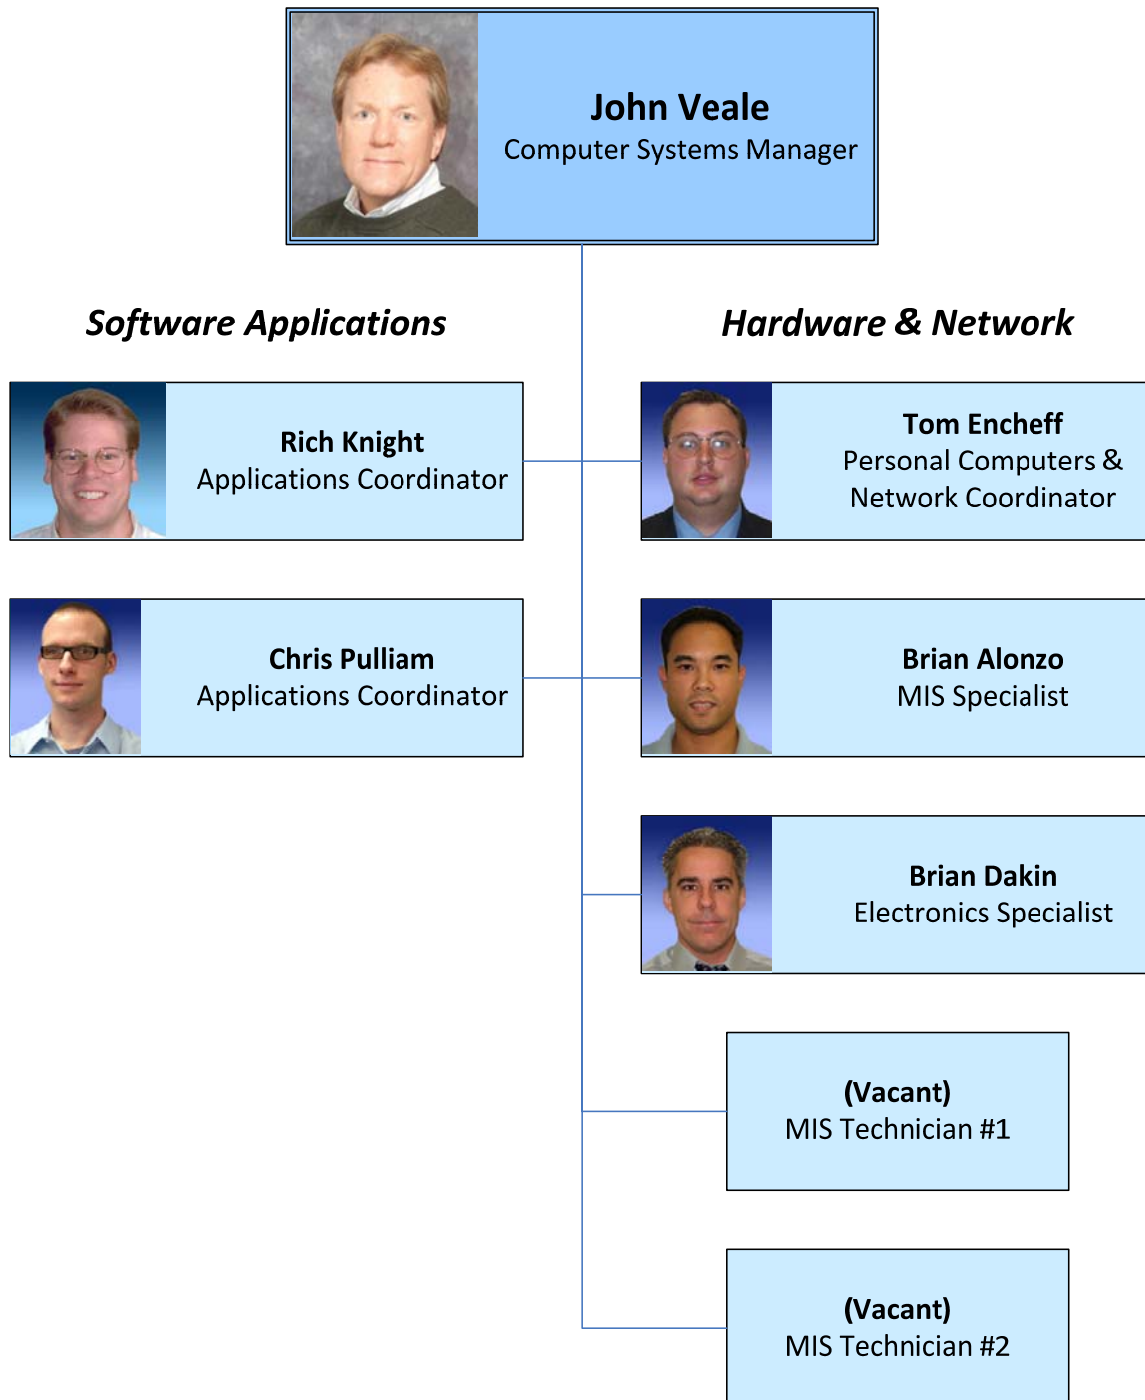 John Veale
Computer Systems Manager
Software Applications
Hardware & Network
Rich Knight
Applications Coordinator
Tom Encheff
Personal Computers &
Network Coordinator
Chris Pulliam
Applications Coordinator
Brian Alonzo
MIS Specialist
Brian Dakin
Electronics Specialist
(Vacant)
MIS Technician #1
(Vacant)
MIS Technician #2